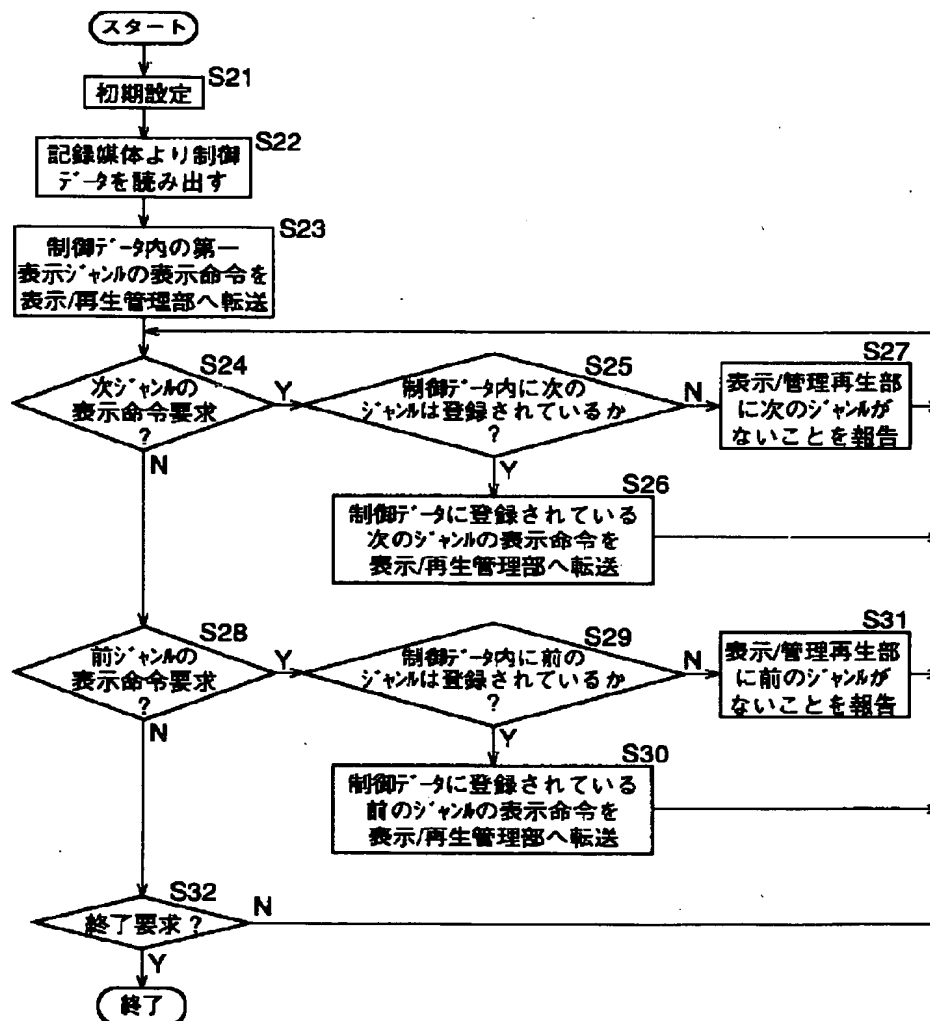 スタート
S21
初期設定
S22
記録媒体より制御
データを読み出す
S23
制御データ内の第一
表示ジャンルの表示命令を
表示/再生管理部へ転送
S24
次ジャンルの
表示命令要求
?
Y
N
S25
制御データ内に次の
ジャンルは登録されているか
?
N
Y
S27
表示/管理再生部
に次のジャンルが
ないことを報告
S26
制御データに登録されている
次のジャンルの表示命令を
表示/再生管理部へ転送
S28
前ジャンルの
表示命令要求
?
Y
N
S29
制御データ内に前の
ジャンルは登録されているか
?
N
Y
S31
表示/管理再生部
に前のジャンルが
ないことを報告
S30
制御データに登録されている
前のジャンルの表示命令を
表示/再生管理部へ転送
S32
終了要求?
N
Y
終了